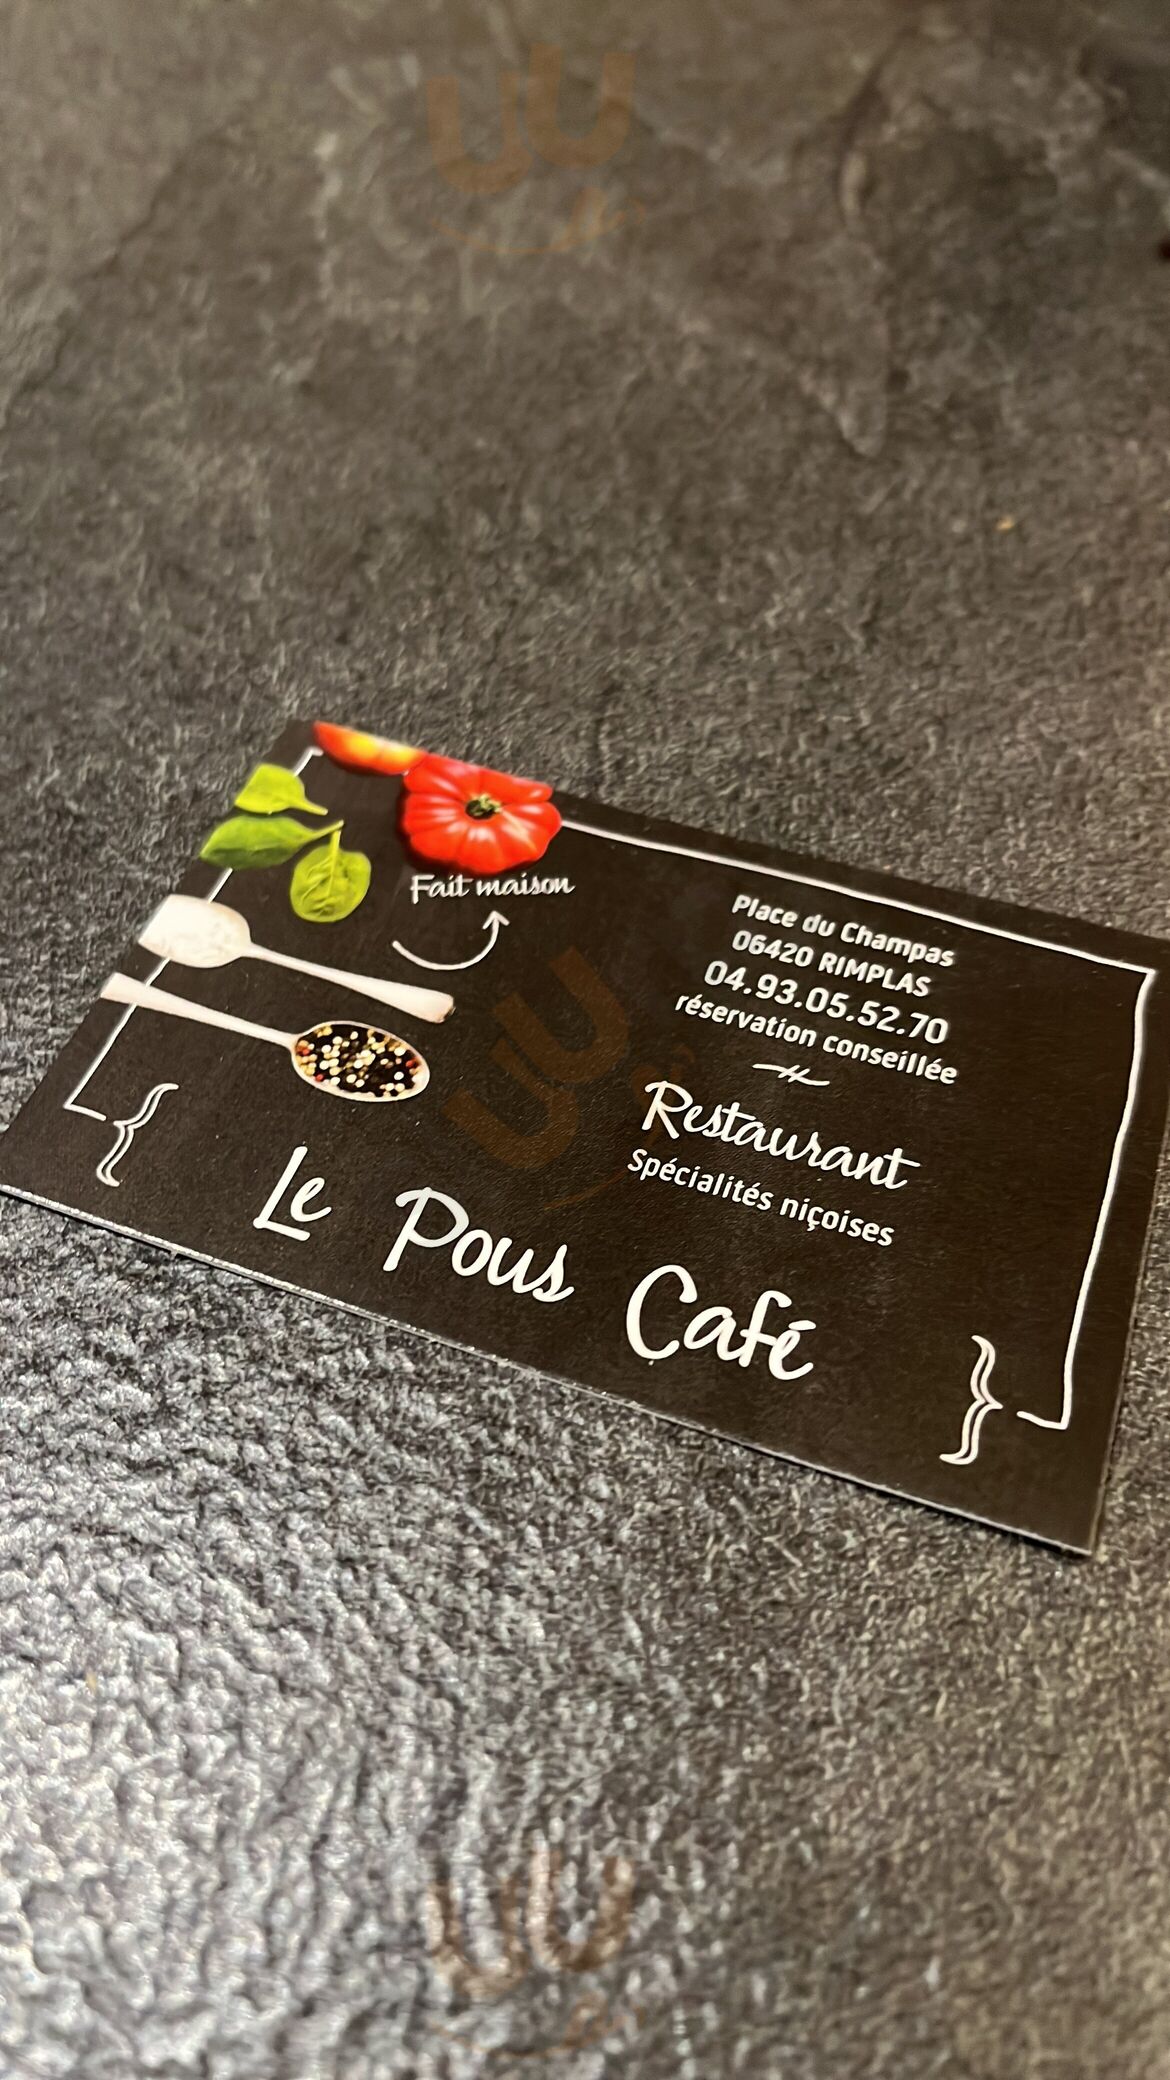 Fait maison
Place du Champas
06420 RIMPLAS
04.93.05.52.70
réservation conseillée
Restaurant
Spécialités niçoises
Le Pous Café